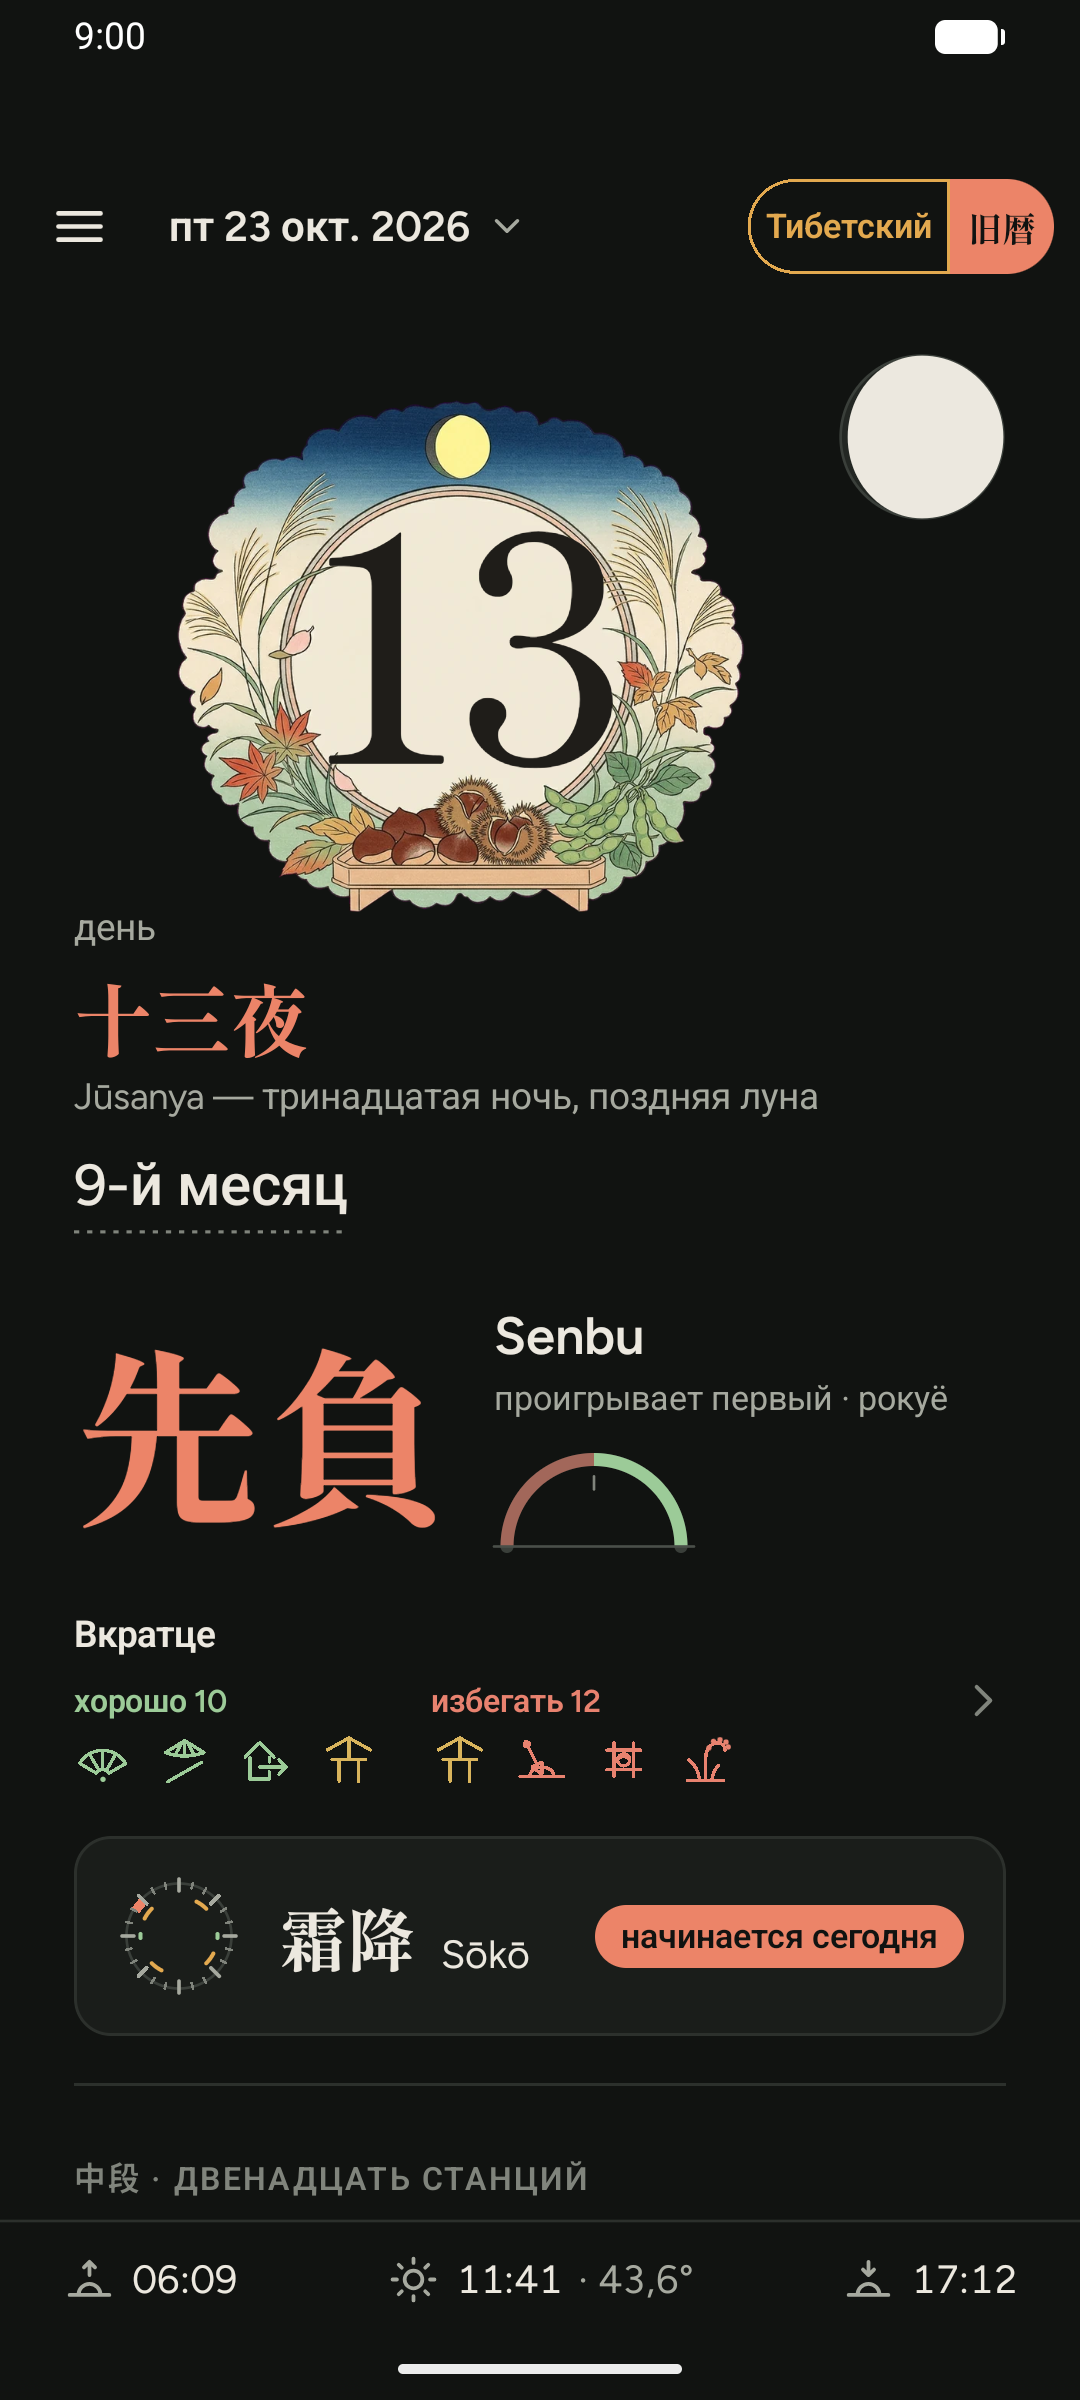 9:00
пт 23 окт. 2026
Тибетский 旧暦
13
день
十三夜
Jūsanya — тринадцатая ночь, поздняя луна
9-й месяц
先負
Senbu
проигрывает первый · рокуё
Вкратце
хорошо 10
избегать 12
霜降 Sōkō
начинается сегодня
中段 · ДВЕНАДЦАТЬ СТАНЦИЙ
06:09
11:41 · 43,6°
17:12